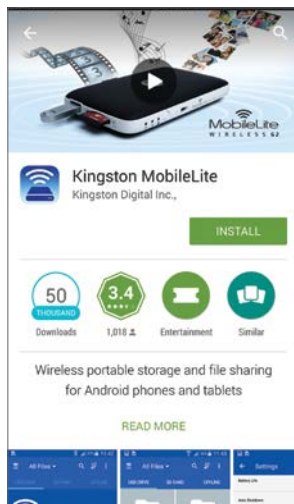 MobileLite
WIRELESS G2
Kingston MobileLite
Kingston Digital Inc.,
INSTALL
50
THOUSAND
3.4
Downloads
1,018
Entertainment
Similar
Wireless portable storage and file sharing
for Android phones and tablets
READ MORE
All Files
All Files
Settings